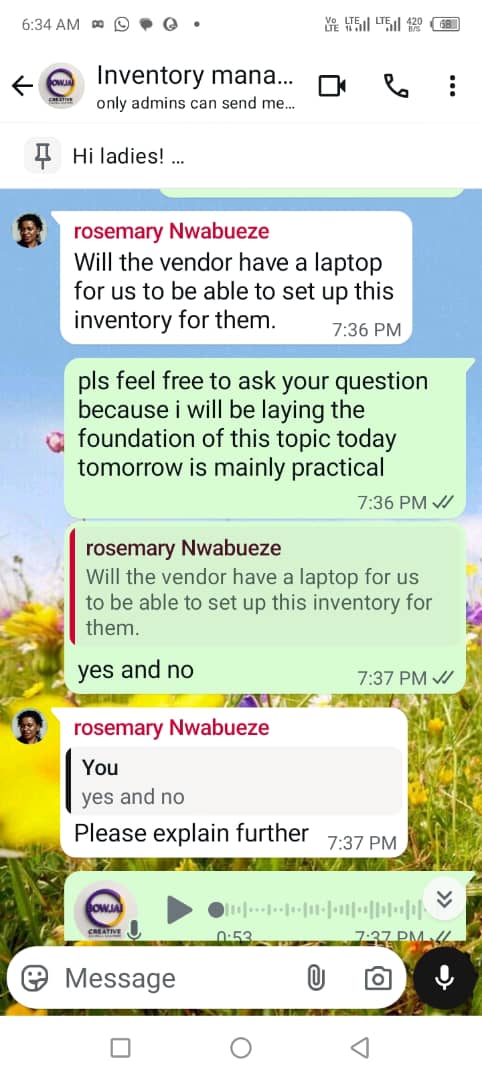 6:34 AM
Vo LTE LTE LTE 420 B/S 68
Inventory mana...
only admins can send me...
Hi ladies! ...
rosemary Nwabueze
Will the vendor have a laptop
for us to be able to set up this
inventory for them.
7:36 PM
pls feel free to ask your question
because i will be laying the
foundation of this topic today
tomorrow is mainly practical
7:36 PM
rosemary Nwabueze
Will the vendor have a laptop for us
to be able to set up this inventory for
them.
yes and no
7:37 PM
rosemary Nwabueze
You
yes and no
Please explain further
7:37 PM
OWJA
CREATIVE
0:53
7:37 PM
Message